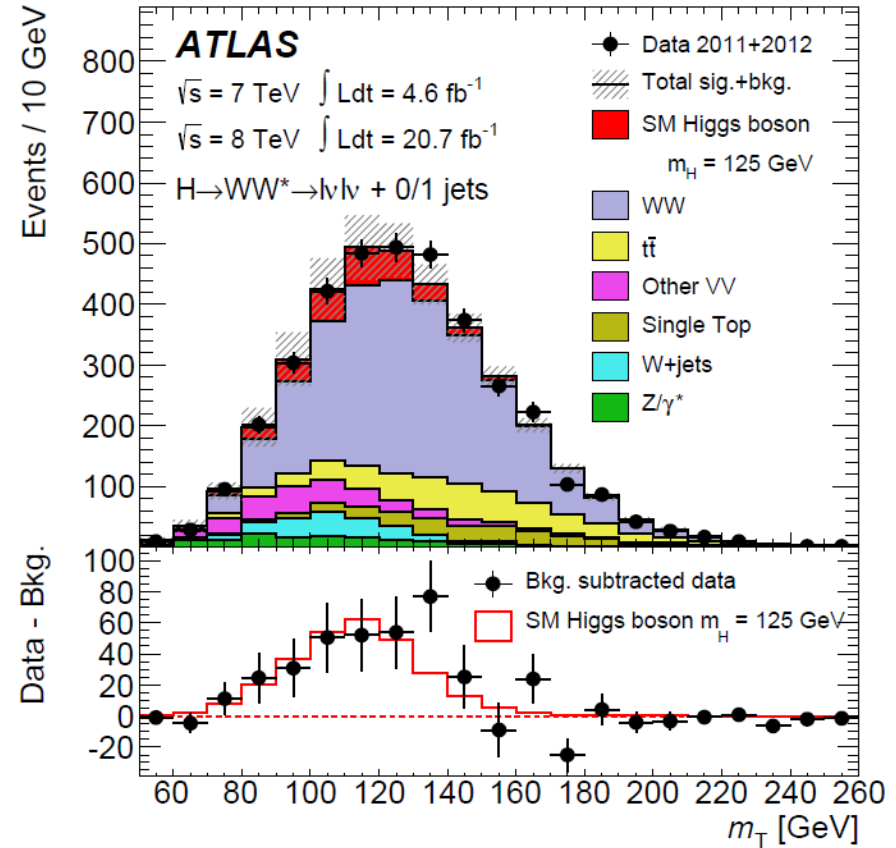 ATLAS
√s = 7 TeV ∫ Ldt = 4.6 fb⁻¹
√s = 8 TeV ∫ Ldt = 20.7 fb⁻¹
H→WW*→lνlν + 0/1 jets
Data 2011+2012
Total sig.+bkg.
SM Higgs boson
m_H = 125 GeV
WW
tt̄
Other VV
Single Top
W+jets
Z/γ*
Events / 10 GeV
800
700
600
500
400
300
200
100
Bkg. subtracted data
SM Higgs boson m_H = 125 GeV
Data - Bkg.
100
80
60
40
20
0
-20
60 80 100 120 140 160 180 200 220 240 260
m_T [GeV]